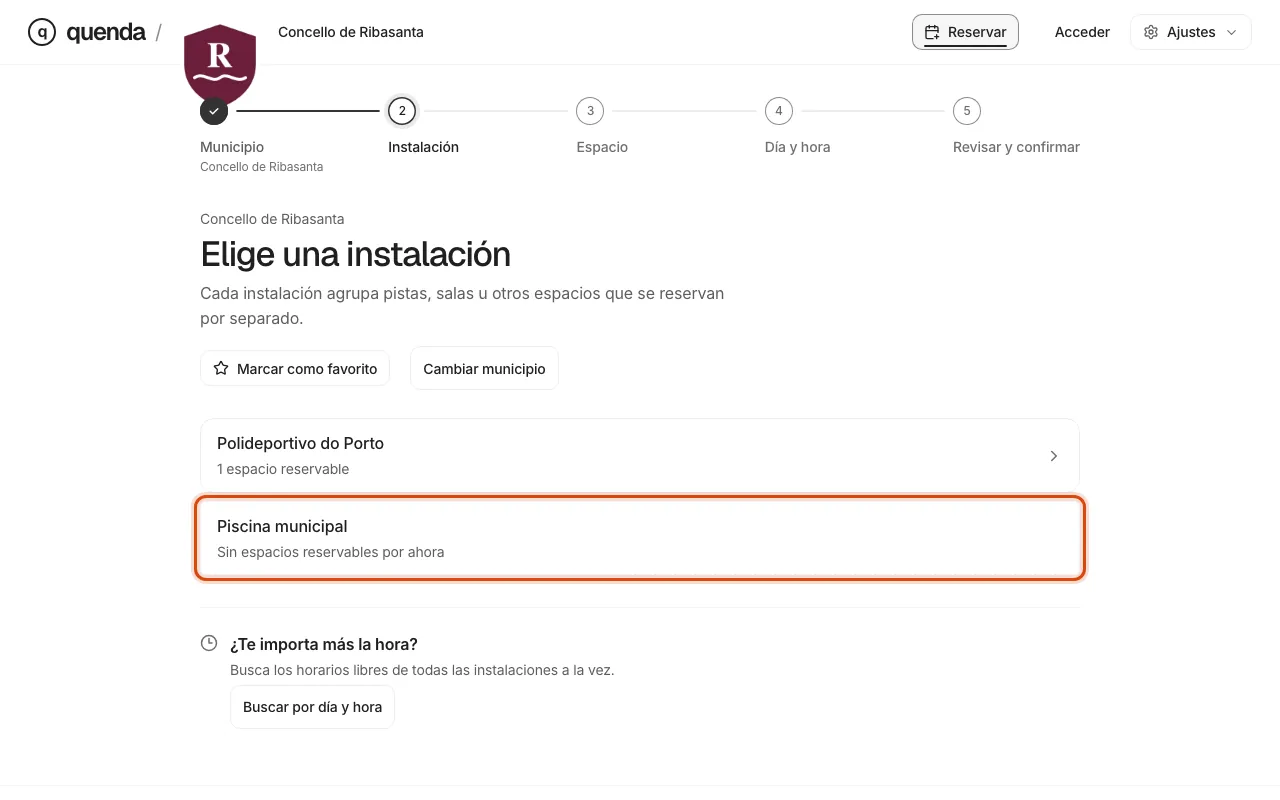 q quenda /
R
Concello de Ribasanta
Reservar
Acceder
Ajustes
2
3
4
5
Municipio
Concello de Ribasanta
Instalación
Espacio
Día y hora
Revisar y confirmar
Concello de Ribasanta
Elige una instalación
Cada instalación agrupa pistas, salas u otros espacios que se reservan
por separado.
Marcar como favorito
Cambiar municipio
Polideportivo do Porto
1 espacio reservable
Piscina municipal
Sin espacios reservables por ahora
¿Te importa más la hora?
Busca los horarios libres de todas las instalaciones a la vez.
Buscar por día y hora